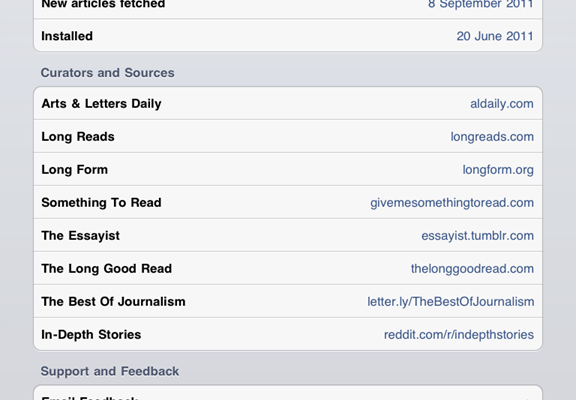 New articles fetched 8 September 2011
Installed 20 June 2011
Curators and Sources
Arts & Letters Daily aldaily.com
Long Reads longreads.com
Long Form longform.org
Something To Read givemesomethingtoread.com
The Essayist essayist.tumblr.com
The Long Good Read thelonggoodread.com
The Best Of Journalism letter.ly/TheBestOfJournalism
In-Depth Stories reddit.com/r/indepthstories
Support and Feedback
Email Feedback